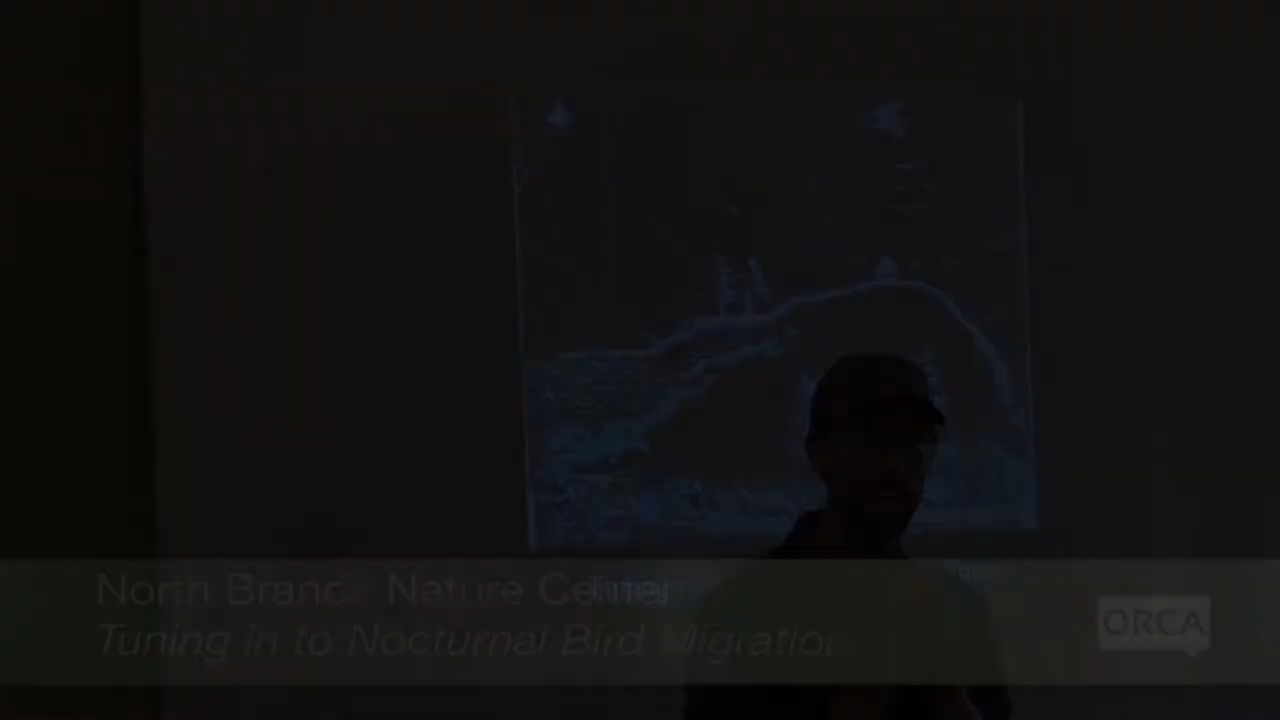 North Branch Nature Center
Tuning in to Nocturnal Bird Migration
ORCA